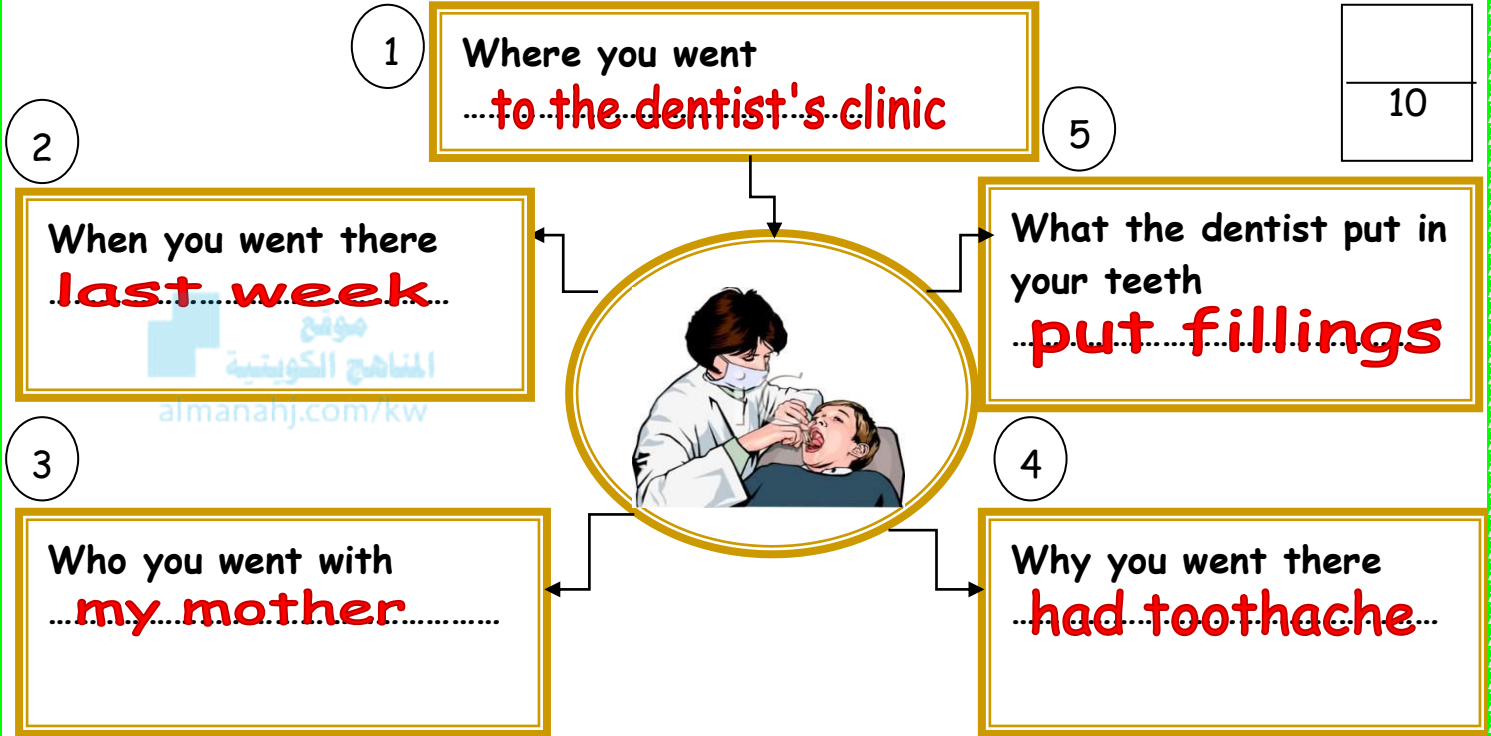 1
Where you went
to the dentist's clinic
10
2
When you went there
last week
موقع
المناهج الكويتية
almanahj.com/kw
3
Who you went with
my mother
4
Why you went there
had toothache
5
What the dentist put in
your teeth
put fillings